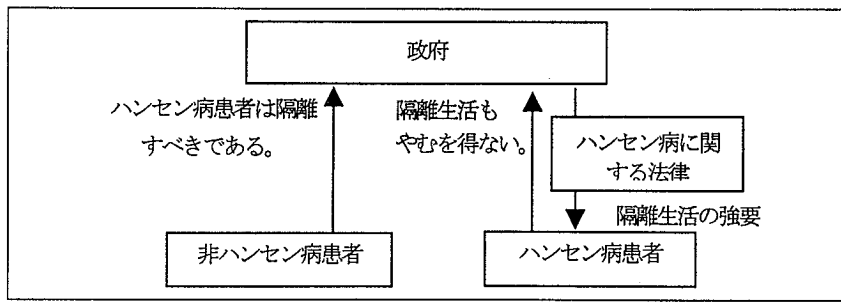 政府
ハンセン病患者は隔離
すべきである。
隔離生活も
やむを得ない。
ハンセン病に関
する法律
隔離生活の強要
非ハンセン病患者
ハンセン病患者